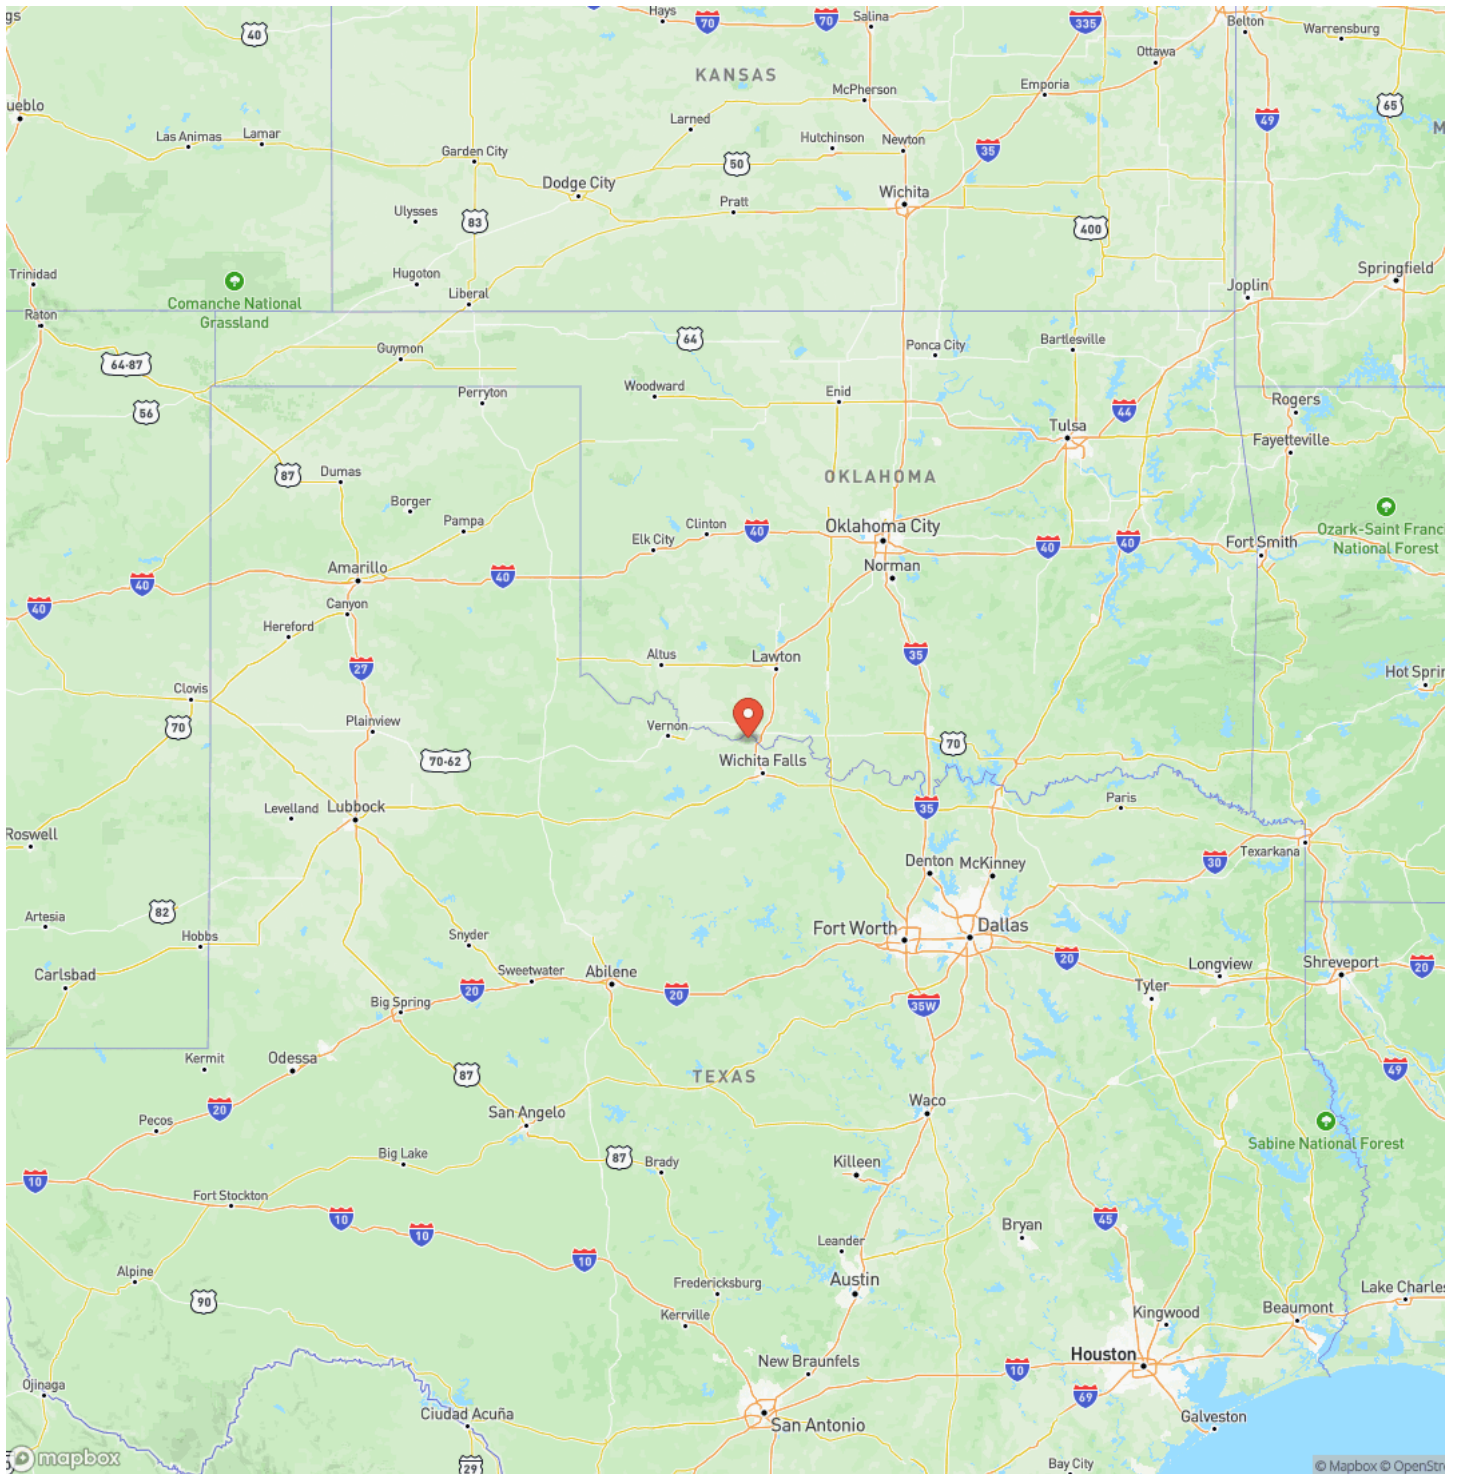 gs
40
Hays
70
70
Salina
335
Belton
Warrensburg
KANSAS
Ottawa
ueblo
McPherson
Emporia
65
Las Animas
Lamar
Larned
Hutchinson
Newton
49
M
Garden City
50
35
Dodge City
Wichita
Ulysses
83
Pratt
400
Trinidad
Hugoton
Springfield
Comanche National
Grassland
Liberal
Joplin
Raton
64-87
Guymon
64
Ponca City
Bartlesville
56
Perryton
Woodward
Enid
44
Rogers
Tulsa
Fayetteville
87
Dumas
OKLAHOMA
Borger
Pampa
Clinton
40
Oklahoma City
Ozark-Saint Franc
National Forest
Elk City
40
40
Fort Smith
Amarillo
40
40
40
Norman
Canyon
Hereford
27
Altus
Lawton
35
Hot Sprin
Clovis
70
Plainview
Vernon
70
70-62
Wichita Falls
Levelland
Lubbock
35
Paris
Roswell
Denton
McKinney
30
Texarkana
Artesia
82
Hobbs
Snyder
Fort Worth
Dallas
Carlsbad
Sweetwater
Abilene
20
Longview
Shreveport
20
Big Spring
20
20
35W
Tyler
Kermit
Odessa
87
TEXAS
49
20
Pecos
San Angelo
Waco
Sabine National Forest
Big Lake
87
Brady
Killeen
10
Fort Stockton
10
10
45
Bryan
10
Leander
Alpine
90
Fredericksburg
Austin
Kerrville
Kingwood
Beaumont
Lake Charles
New Braunfels
Houston
10
Ojinaga
69
Ciudad Acuña
San Antonio
Galveston
mapbox
29
Bay City
© Mapbox © OpenStre